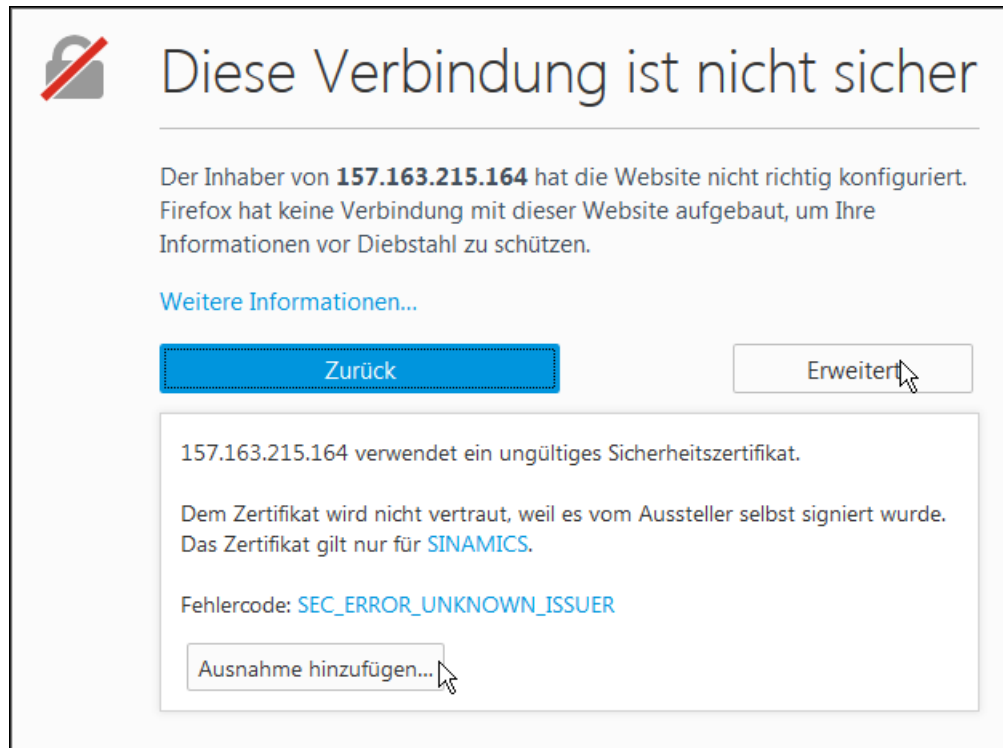 Diese Verbindung ist nicht sicher
Der Inhaber von 157.163.215.164 hat die Website nicht richtig konfiguriert.
Firefox hat keine Verbindung mit dieser Website aufgebaut, um Ihre
Informationen vor Diebstahl zu schützen.
Weitere Informationen...
Zurück
Erweitert
157.163.215.164 verwendet ein ungültiges Sicherheitszertifikat.
Dem Zertifikat wird nicht vertraut, weil es vom Aussteller selbst signiert wurde.
Das Zertifikat gilt nur für SINAMICS.
Fehlercode: SEC_ERROR_UNKNOWN_ISSUER
Ausnahme hinzufügen...